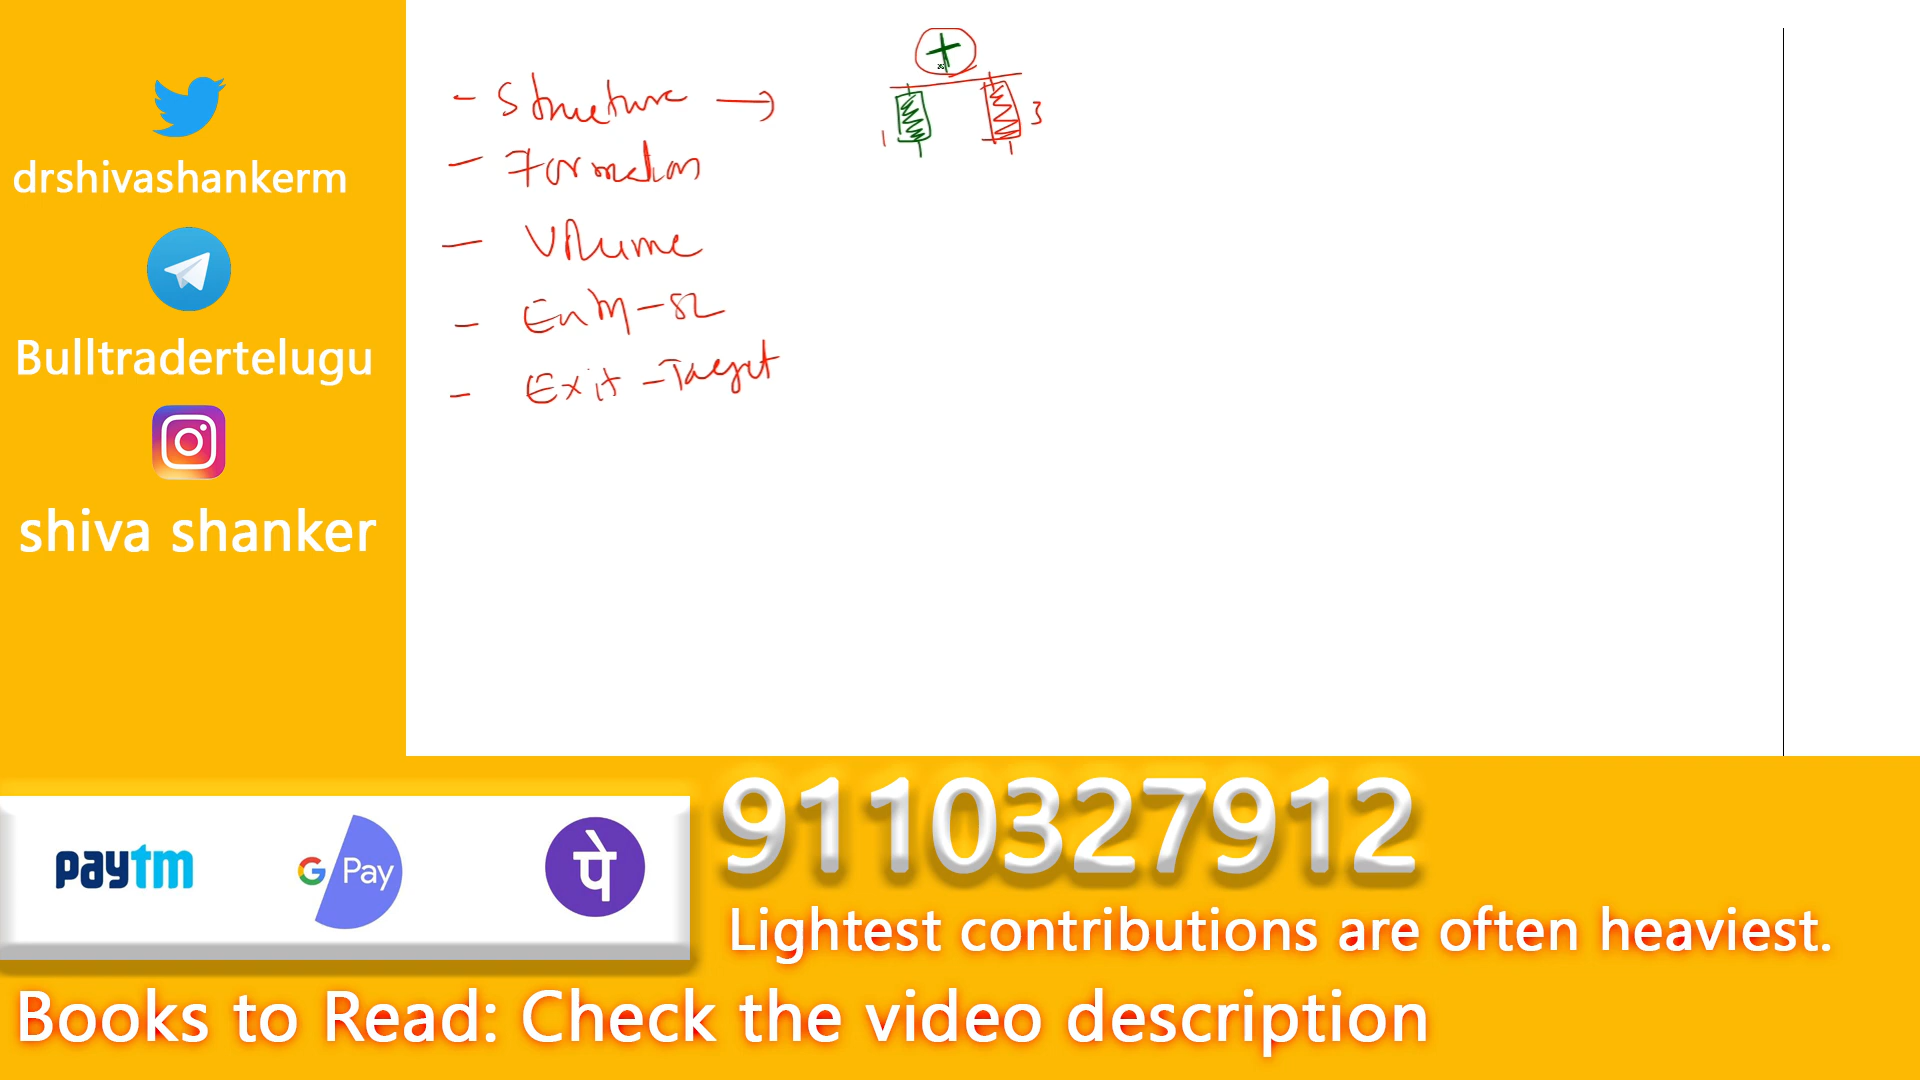 drshivashankerm
Bulltradertelugu
shiva shanker
- Structure →
- Formation
- Volume
- Entry - SL
- Exit - Target
+
1
3
paytm
G Pay
पे
9110327912
Lightest contributions are often heaviest.
Books to Read: Check the video description